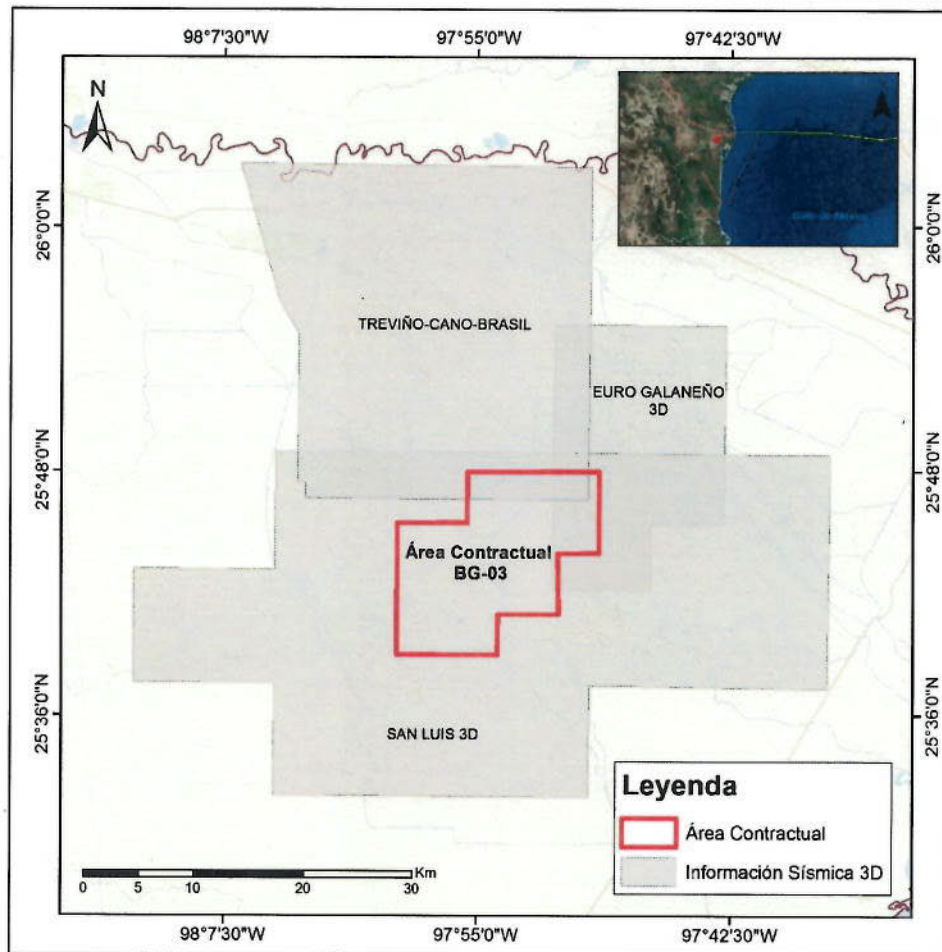 98°7'30"W 97°55'0"W 97°42'30"W
N
26°0'0"N 26°0'0"N
TREVIÑO-CANO-BRASIL
EURO GALANEÑO
3D
25°48'0"N 25°48'0"N
Área Contractual
BG-03
25°36'0"N 25°36'0"N
SAN LUIS 3D
Leyenda
Área Contractual
Información Sísmica 3D
Km
0 5 10 20 30
98°7'30"W 97°55'0"W 97°42'30"W